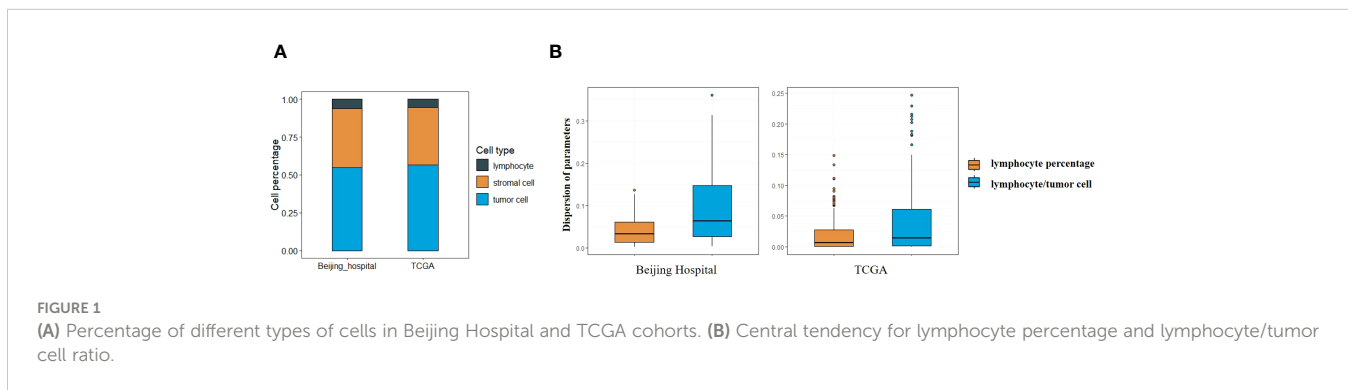 A
1.00
0.75
0.50
0.25
0.00
Cell percentage
Beijing_hospital
TCGA
Cell type
lymphocyte
stromal cell
tumor cell
B
Dispersion of parameters
0.3
0.2
0.1
0.0
Beijing Hospital
0.25
0.20
0.15
0.10
0.05
0.00
TCGA
lymphocyte percentage
lymphocyte/tumor cell
FIGURE 1
(A) Percentage of different types of cells in Beijing Hospital and TCGA cohorts. (B) Central tendency for lymphocyte percentage and lymphocyte/tumor
cell ratio.